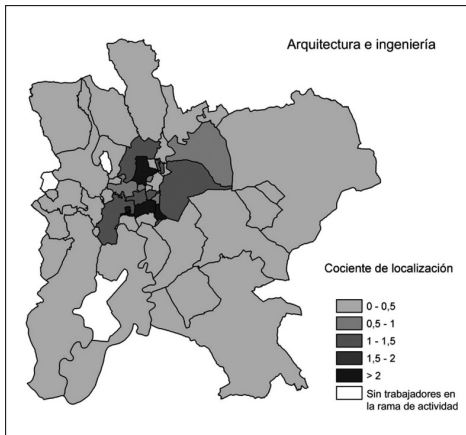 Arquitectura e ingeniería
Cociente de localización
0 - 0,5
0,5 - 1
1 - 1,5
1,5 - 2
> 2
Sin trabajadores en
la rama de actividad